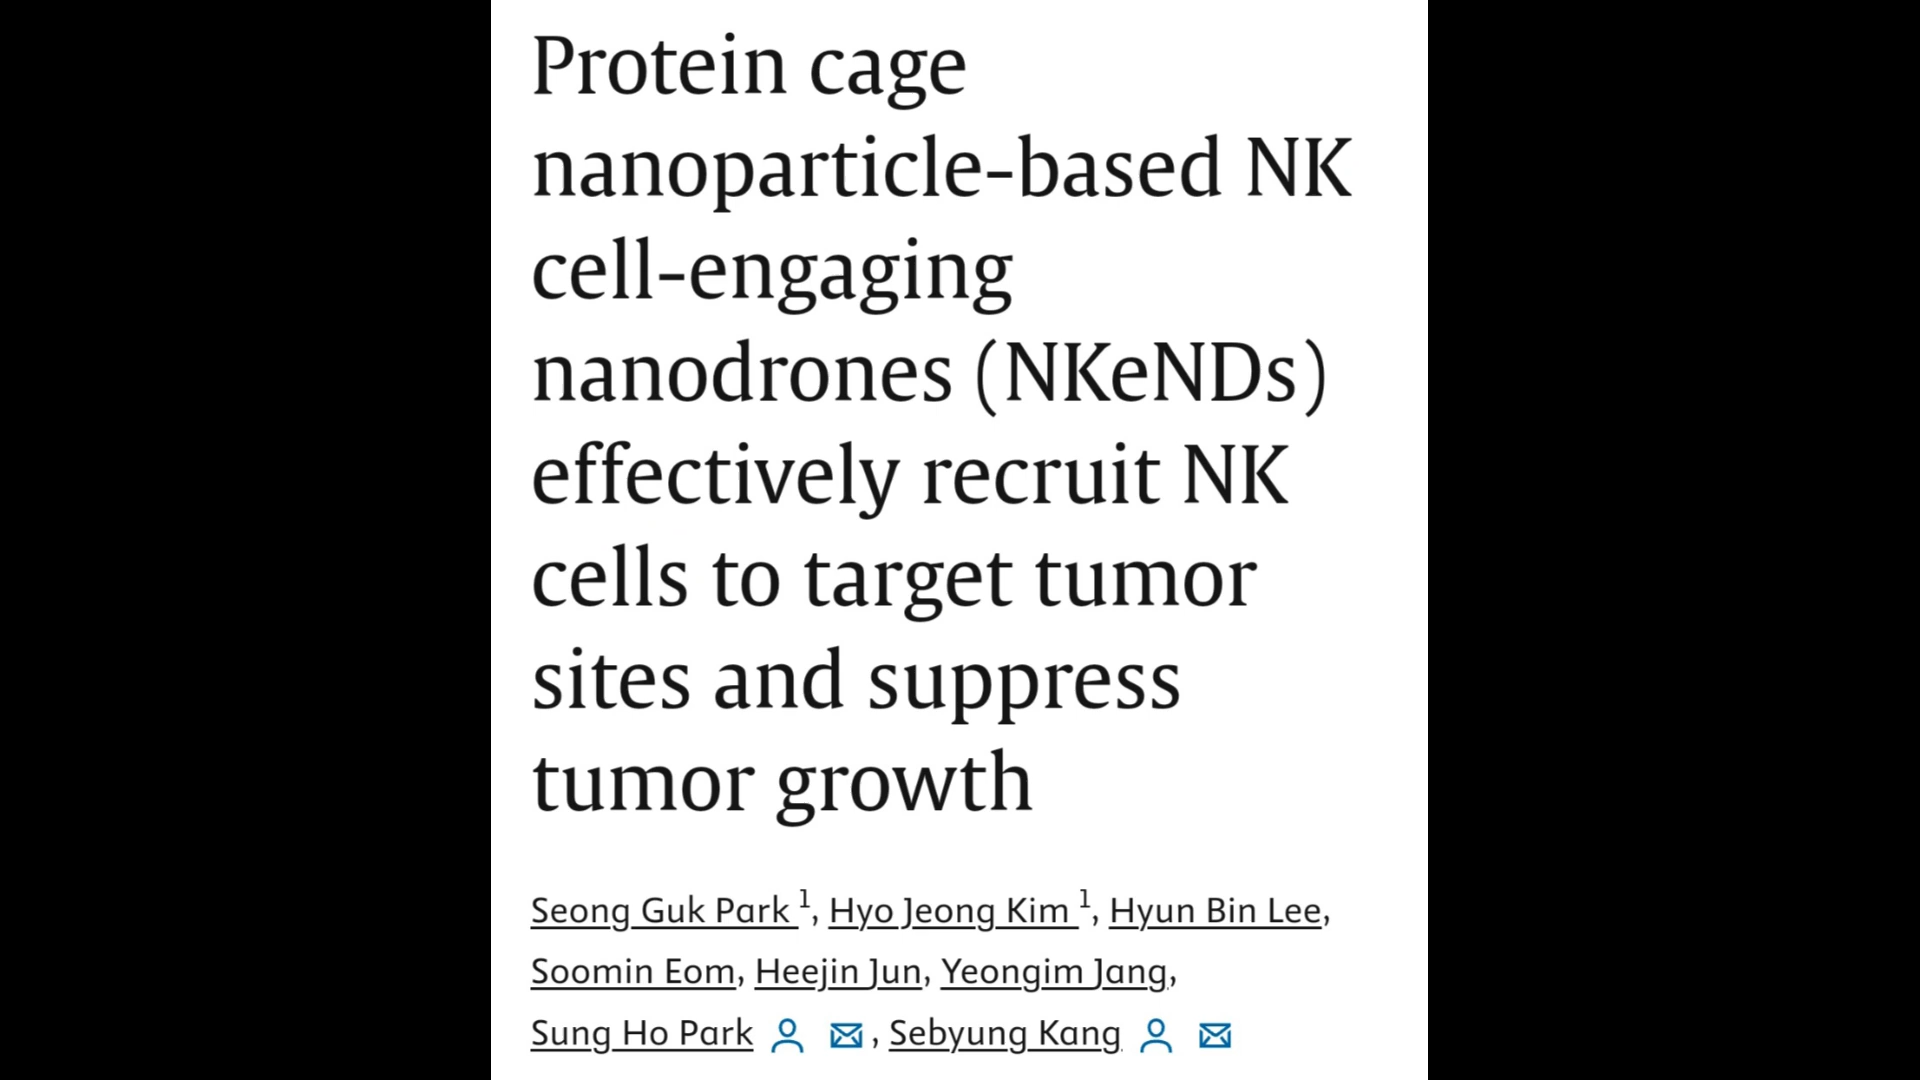 Protein cage
nanoparticle-based NK
cell-engaging
nanodrones (NKeNDs)
effectively recruit NK
cells to target tumor
sites and suppress
tumor growth
Seong Guk Park 1, Hyo Jeong Kim 1, Hyun Bin Lee,
Soomin Eom, Heejin Jun, Yeongim Jang,
Sung Ho Park , Sebyung Kang